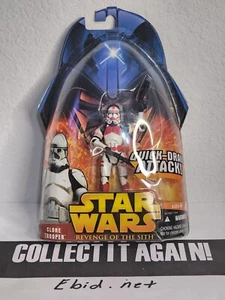 QUICK-DRAW
ATTACK!
CLONE
TROOPER
STAR
WARS
REVENGE OF THE SITH
COLLECT IT AGAIN!
Ebid.net